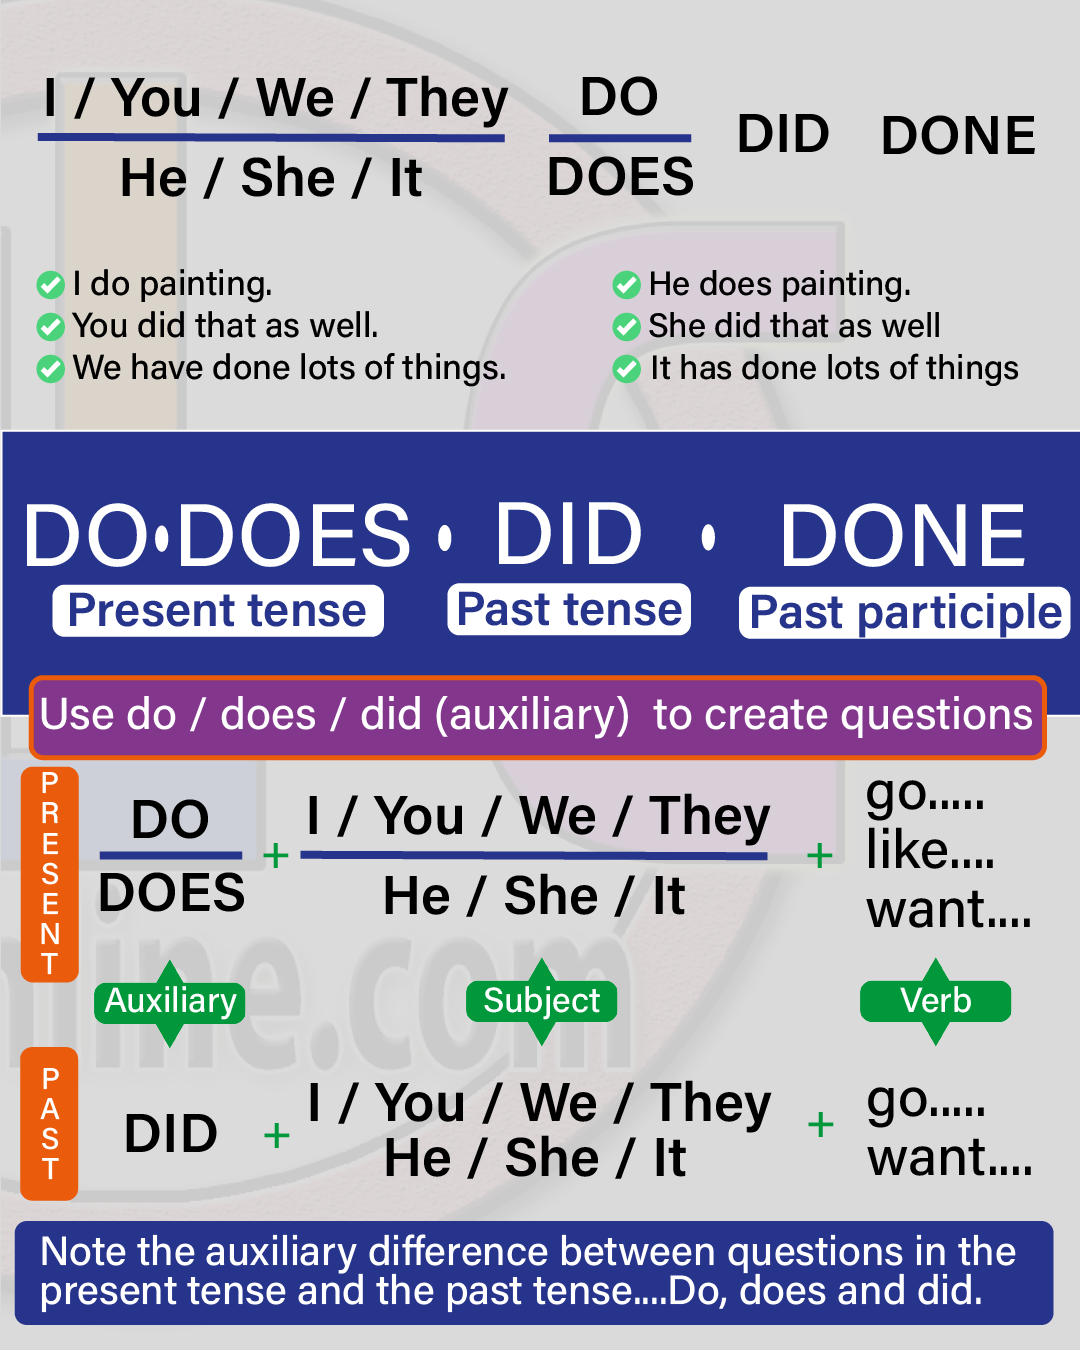 I / You / We / They
He / She / It
DO
DOES
DID
DONE
I do painting.
You did that as well.
We have done lots of things.
He does painting.
She did that as well
It has done lots of things
DO•DOES • DID • DONE
Present tense
Past tense
Past participle
Use do / does / did (auxiliary) to create questions
PRESENT
DO
DOES
+
I / You / We / They
He / She / It
+
go.....
like....
want....
Auxiliary
Subject
Verb
PAST
DID
+
I / You / We / They
He / She / It
+
go.....
want....
Note the auxiliary difference between questions in the
present tense and the past tense....Do, does and did.